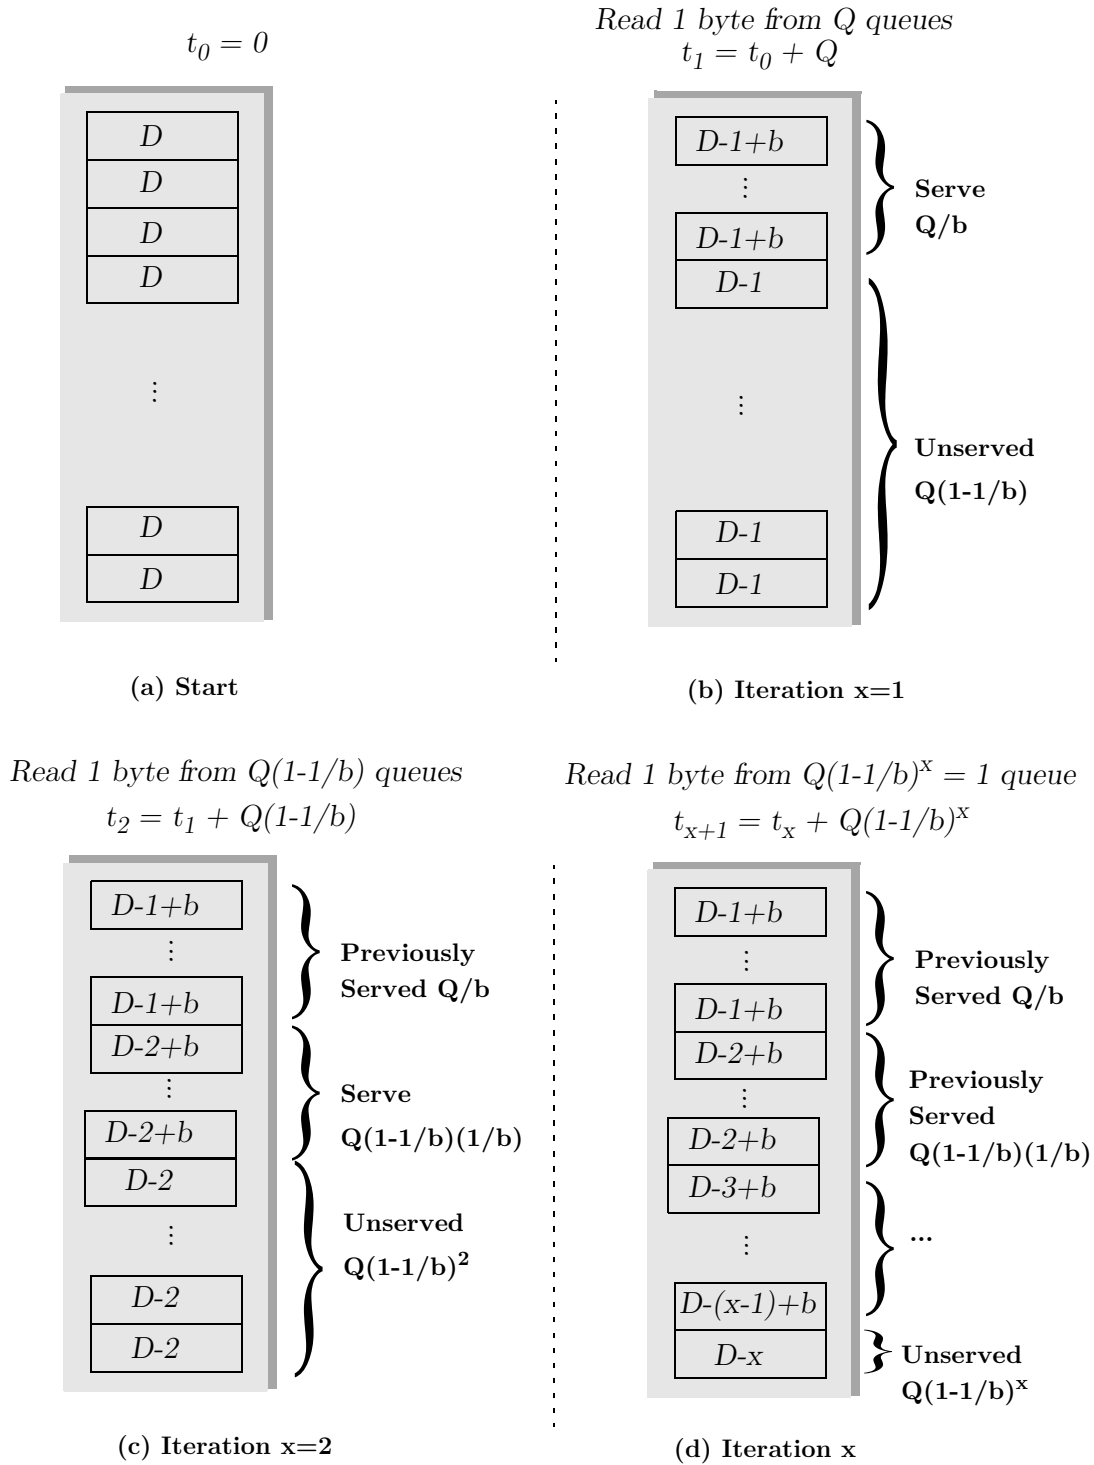 t₀ = 0
D
D
D
D
⋮
D
D
(a) Start
Read 1 byte from Q queues
t₁ = t₀ + Q
D-1+b
⋮
D-1+b
D-1
⋮
D-1
D-1
Serve
Q/b
Unserved
Q(1-1/b)
(b) Iteration x=1
Read 1 byte from Q(1-1/b) queues
t₂ = t₁ + Q(1-1/b)
D-1+b
⋮
D-1+b
D-2+b
⋮
D-2+b
D-2
⋮
D-2
D-2
Previously
Served Q/b
Serve
Q(1-1/b)(1/b)
Unserved
Q(1-1/b)²
(c) Iteration x=2
Read 1 byte from Q(1-1/b)ˣ = 1 queue
tₓ₊₁ = tₓ + Q(1-1/b)ˣ
D-1+b
⋮
D-1+b
D-2+b
⋮
D-2+b
D-3+b
⋮
D-(x-1)+b
D-x
Previously
Served Q/b
Previously
Served
Q(1-1/b)(1/b)
...
Unserved
Q(1-1/b)ˣ
(d) Iteration x